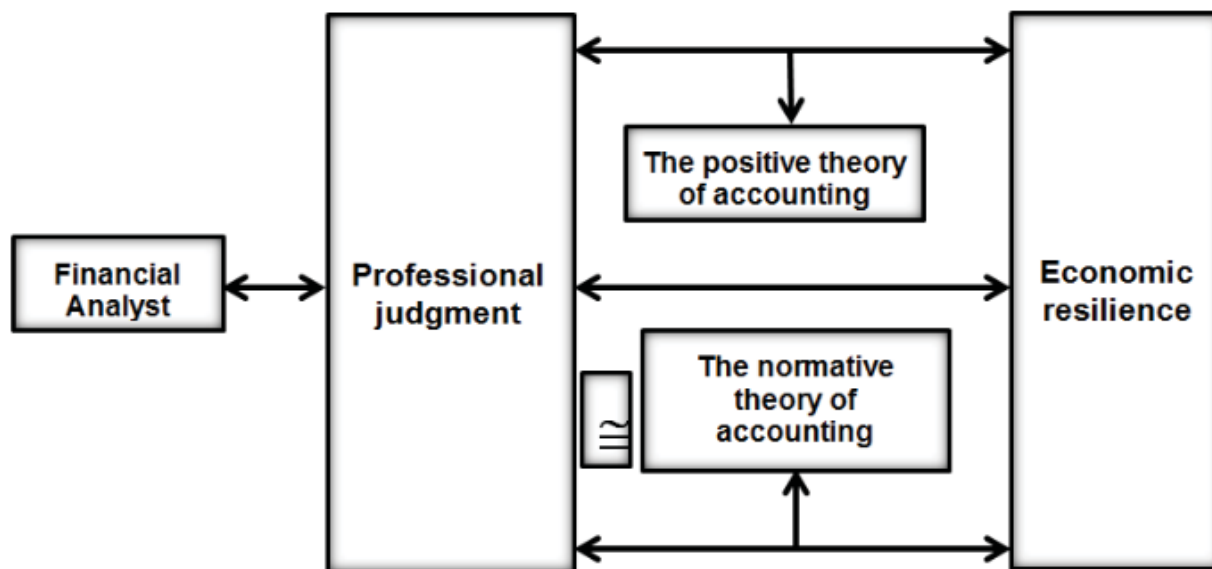 The positive theory
of accounting
Financial
Analyst
Professional
judgment
Economic
resilience
The normative
theory of
accounting
≅